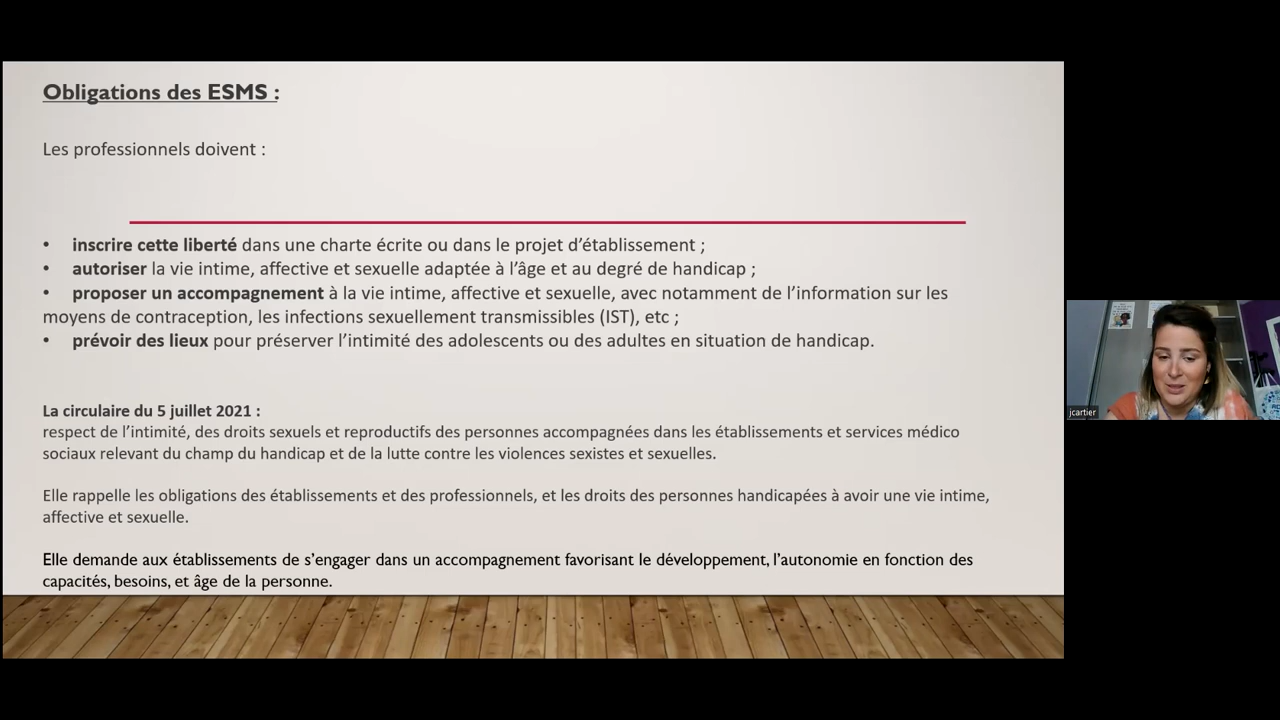 Obligations des ESMS :
Les professionnels doivent :
• inscrire cette liberté dans une charte écrite ou dans le projet d’établissement ;
• autoriser la vie intime, affective et sexuelle adaptée à l’âge et au degré de handicap ;
• proposer un accompagnement à la vie intime, affective et sexuelle, avec notamment de l’information sur les
moyens de contraception, les infections sexuellement transmissibles (IST), etc ;
• prévoir des lieux pour préserver l’intimité des adolescents ou des adultes en situation de handicap.
La circulaire du 5 juillet 2021 :
respect de l’intimité, des droits sexuels et reproductifs des personnes accompagnées dans les établissements et services médico
sociaux relevant du champ du handicap et de la lutte contre les violences sexistes et sexuelles.
Elle rappelle les obligations des établissements et des professionnels, et les droits des personnes handicapées à avoir une vie intime,
affective et sexuelle.
Elle demande aux établissements de s’engager dans un accompagnement favorisant le développement, l’autonomie en fonction des
capacités, besoins, et âge de la personne.
jcartier